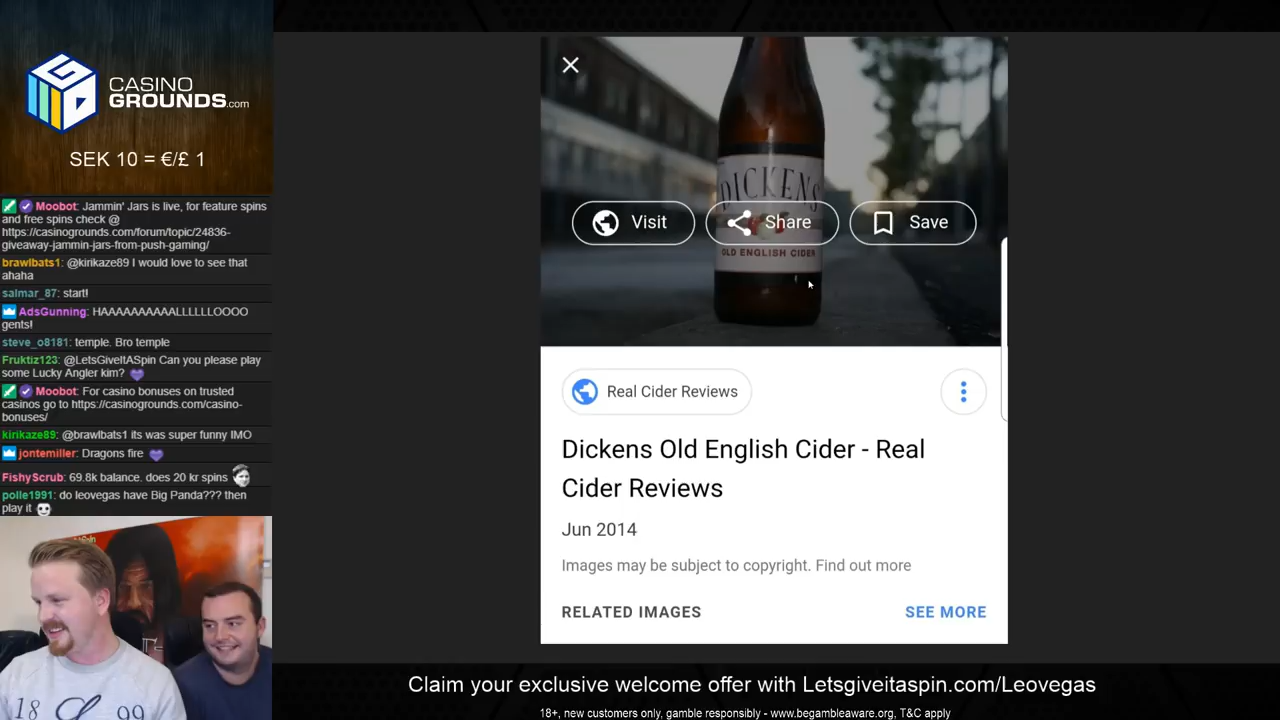 CASINO
GROUNDS.com
SEK 10 = €/£ 1
Moobot: Jammin' Jars is live, for feature spins
and free spins check @
https://casinogrounds.com/forum/topic/24836-
giveaway-jammin-jars-from-push-gaming/
brawlbats1: @kirikaze89 I would love to see that
ahaha
salmar_87: start!
AdsGunning: HAAAAAAAAAALLLLLLOOOO
gents!
steve_o8181: temple. Bro temple
Fruktiz123: @LetsGiveItASpin Can you please play
some Lucky Angler kim?
Moobot: For casino bonuses on trusted
casinos go to https://casinogrounds.com/casino-
bonuses/
kirikaze89: @brawlbats1 its was super funny IMO
jontemiller: Dragons fire
FishyScrub: 69.8k balance. does 20 kr spins
polle1991: do leovegas have Big Panda??? then
play it
18 99
DICKENS
Visit
Share
Save
OLD ENGLISH CIDER
Real Cider Reviews
Dickens Old English Cider - Real
Cider Reviews
Jun 2014
Images may be subject to copyright. Find out more
RELATED IMAGES
SEE MORE
Claim your exclusive welcome offer with Letsgiveitaspin.com/Leovegas
18+, new customers only, gamble responsibly - www.begambleaware.org, T&C apply